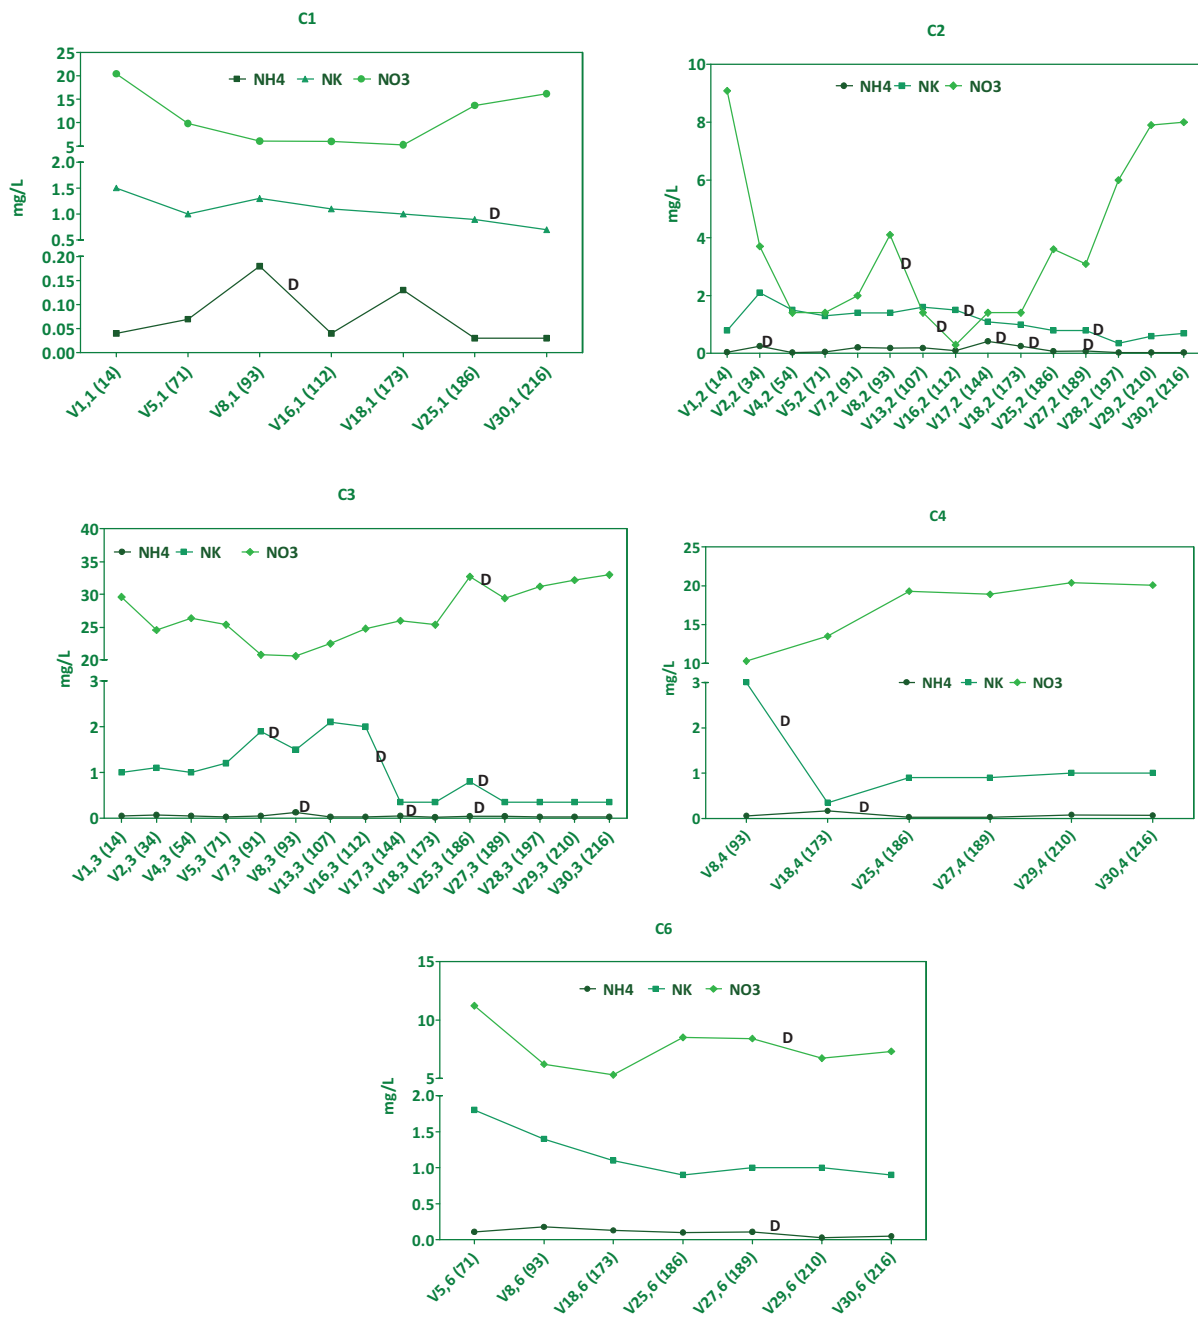 C1
25
20
15
10
5
2.0
1.5
1.0
0.5
0.20
0.15
0.10
0.05
0.00
mg/L
NH4 NK NO3
D
D
V1,1 (14) V5,1 (71) V8,1 (93) V16,1 (112) V18,1 (173) V25,1 (186) V30,1 (216)
C2
10
8
6
4
2
0
mg/L
NH4 NK NO3
D
D
D
D
D
D
D
D
V1,2 (14) V2,2 (34) V4,2 (54) V5,2 (71) V7,2 (91) V8,2 (93) V13,2 (107) V16,2 (112) V17,2 (144) V18,2 (173) V25,2 (186) V27,2 (189) V28,2 (197) V29,2 (210) V30,2 (216)
C3
40
35
30
25
20
3
2
1
0
mg/L
NH4 NK NO3
D
D
D
D
D
D
D
V1,3 (14) V2,3 (34) V4,3 (54) V5,3 (71) V7,3 (91) V8,3 (93) V13,3 (107) V16,3 (112) V17,3 (144) V18,3 (173) V25,3 (186) V27,3 (189) V28,3 (197) V29,3 (210) V30,3 (216)
C4
25
20
15
10
3
2
1
0
mg/L
NH4 NK NO3
D
D
V8,4 (93) V18,4 (173) V25,4 (186) V27,4 (189) V29,4 (210) V30,4 (216)
C6
15
10
5
2.0
1.5
1.0
0.5
0.0
mg/L
NH4 NK NO3
D
D
V5,6 (71) V8,6 (93) V18,6 (173) V25,6 (186) V27,6 (189) V29,6 (210) V30,6 (216)